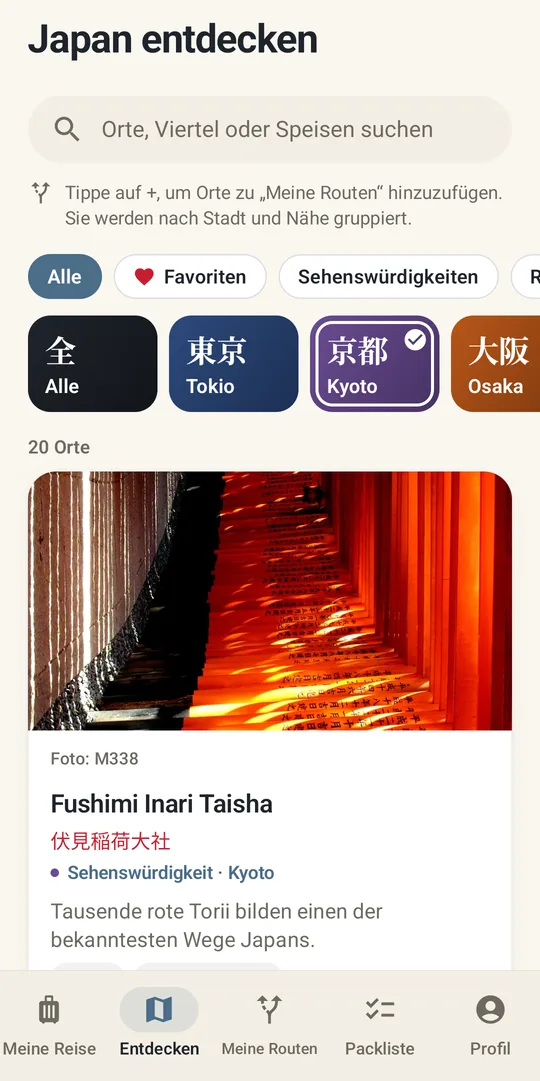 Japan entdecken
Orte, Viertel oder Speisen suchen
Tippe auf +, um Orte zu „Meine Routen“ hinzuzufügen.
Sie werden nach Stadt und Nähe gruppiert.
Alle
Favoriten
Sehenswürdigkeiten
R
全
Alle
東京
Tokio
京都
Kyoto
大阪
Osaka
20 Orte
Foto: M338
Fushimi Inari Taisha
伏見稲荷大社
Sehenswürdigkeit · Kyoto
Tausende rote Torii bilden einen der
bekanntesten Wege Japans.
Meine Reise
Entdecken
Meine Routen
Packliste
Profil